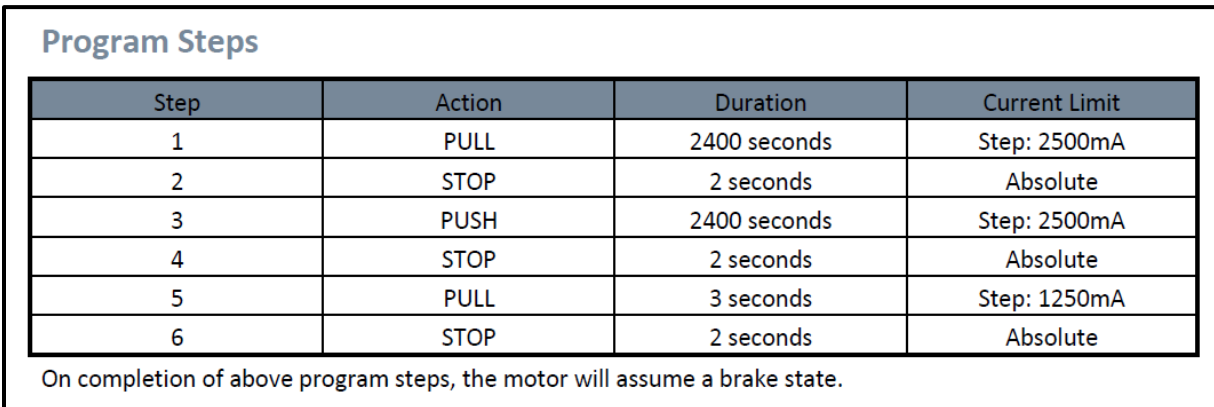 Program Steps
Step Action Duration Current Limit
1 PULL 2400 seconds Step: 2500mA
2 STOP 2 seconds Absolute
3 PUSH 2400 seconds Step: 2500mA
4 STOP 2 seconds Absolute
5 PULL 3 seconds Step: 1250mA
6 STOP 2 seconds Absolute
On completion of above program steps, the motor will assume a brake state.